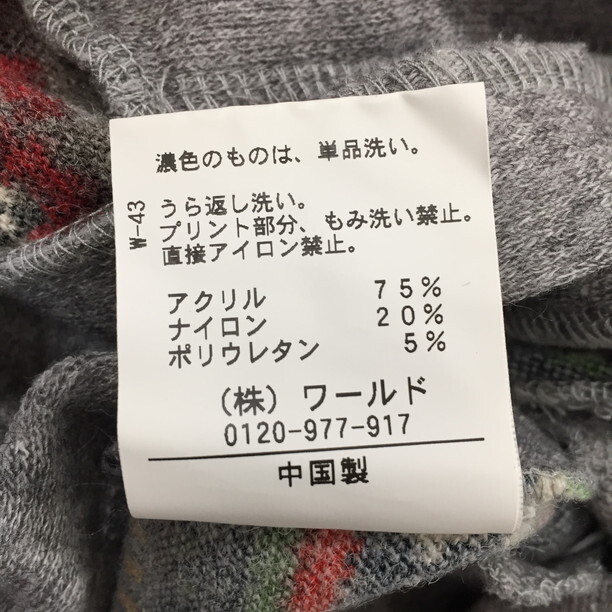 濃色のものは、単品洗い。
W-43
うら返し洗い。
プリント部分、もみ洗い禁止。
直接アイロン禁止。
アクリル 75%
ナイロン 20%
ポリウレタン 5%
(株) ワールド
0120-977-917
中国製